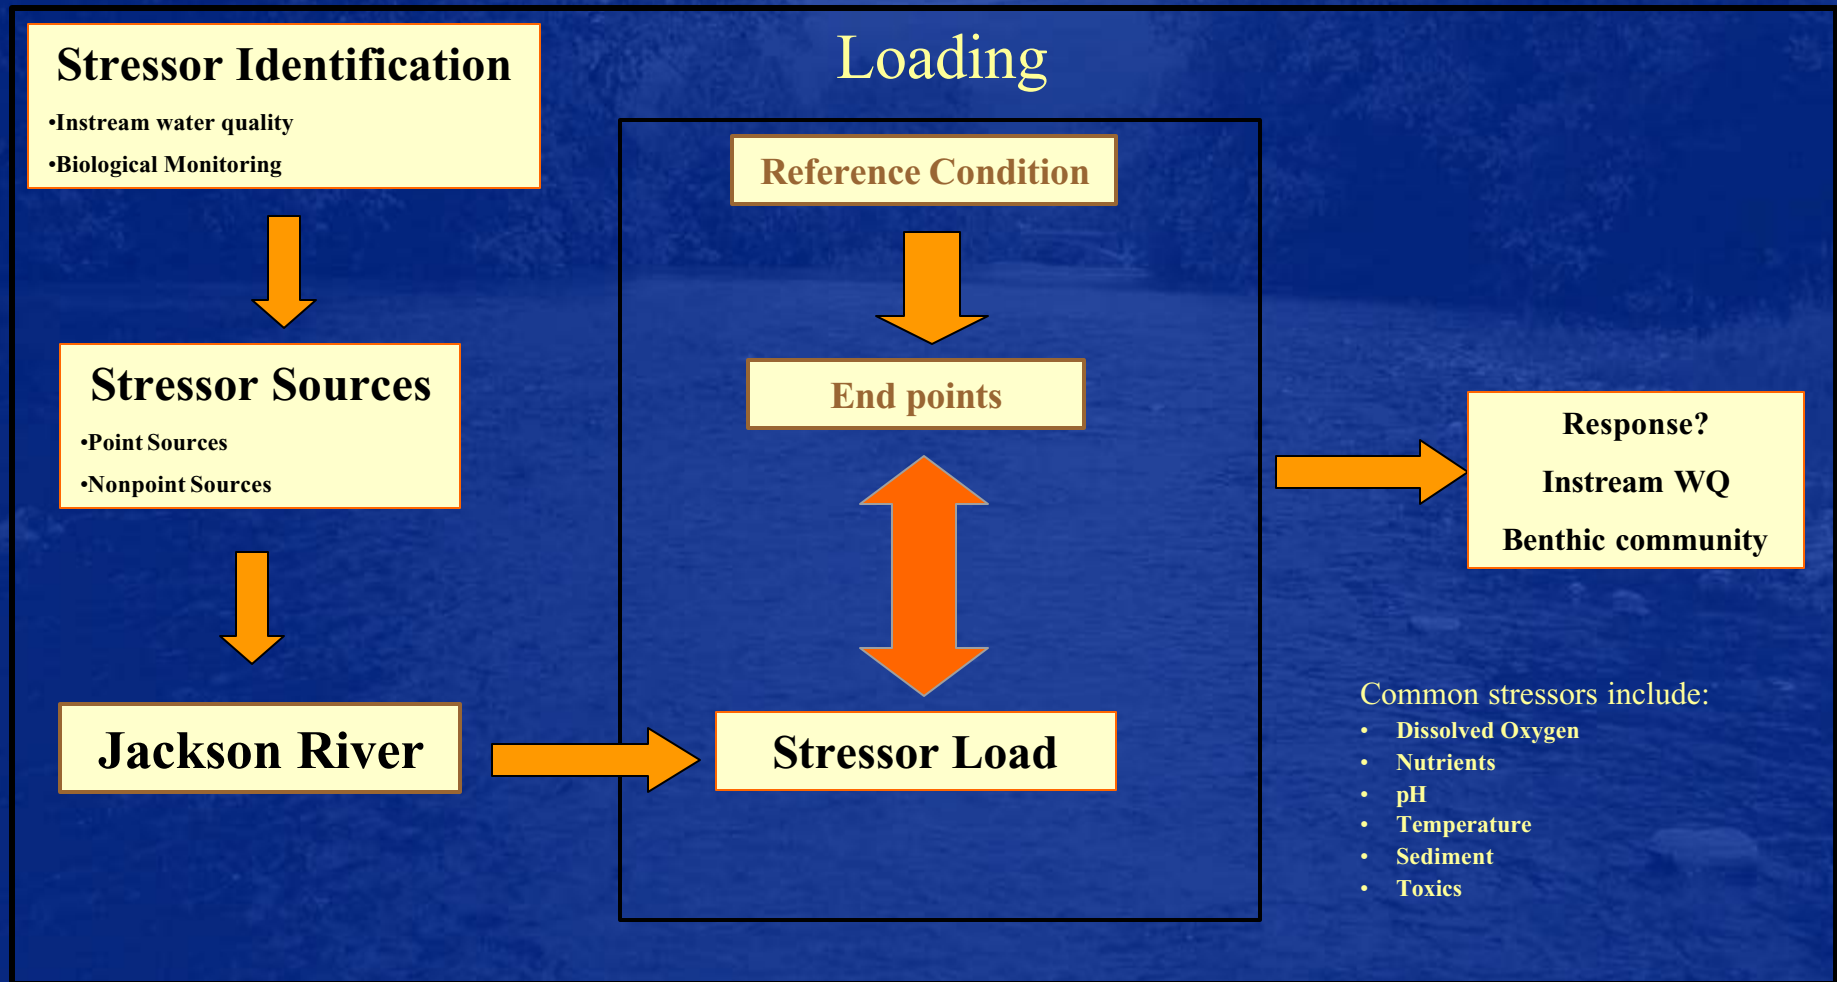 Stressor Identification
•Instream water quality
•Biological Monitoring
Stressor Sources
•Point Sources
•Nonpoint Sources
Jackson River
Loading
Reference Condition
End points
Stressor Load
Response?
Instream WQ
Benthic community
Common stressors include:
• Dissolved Oxygen
• Nutrients
• pH
• Temperature
• Sediment
• Toxics